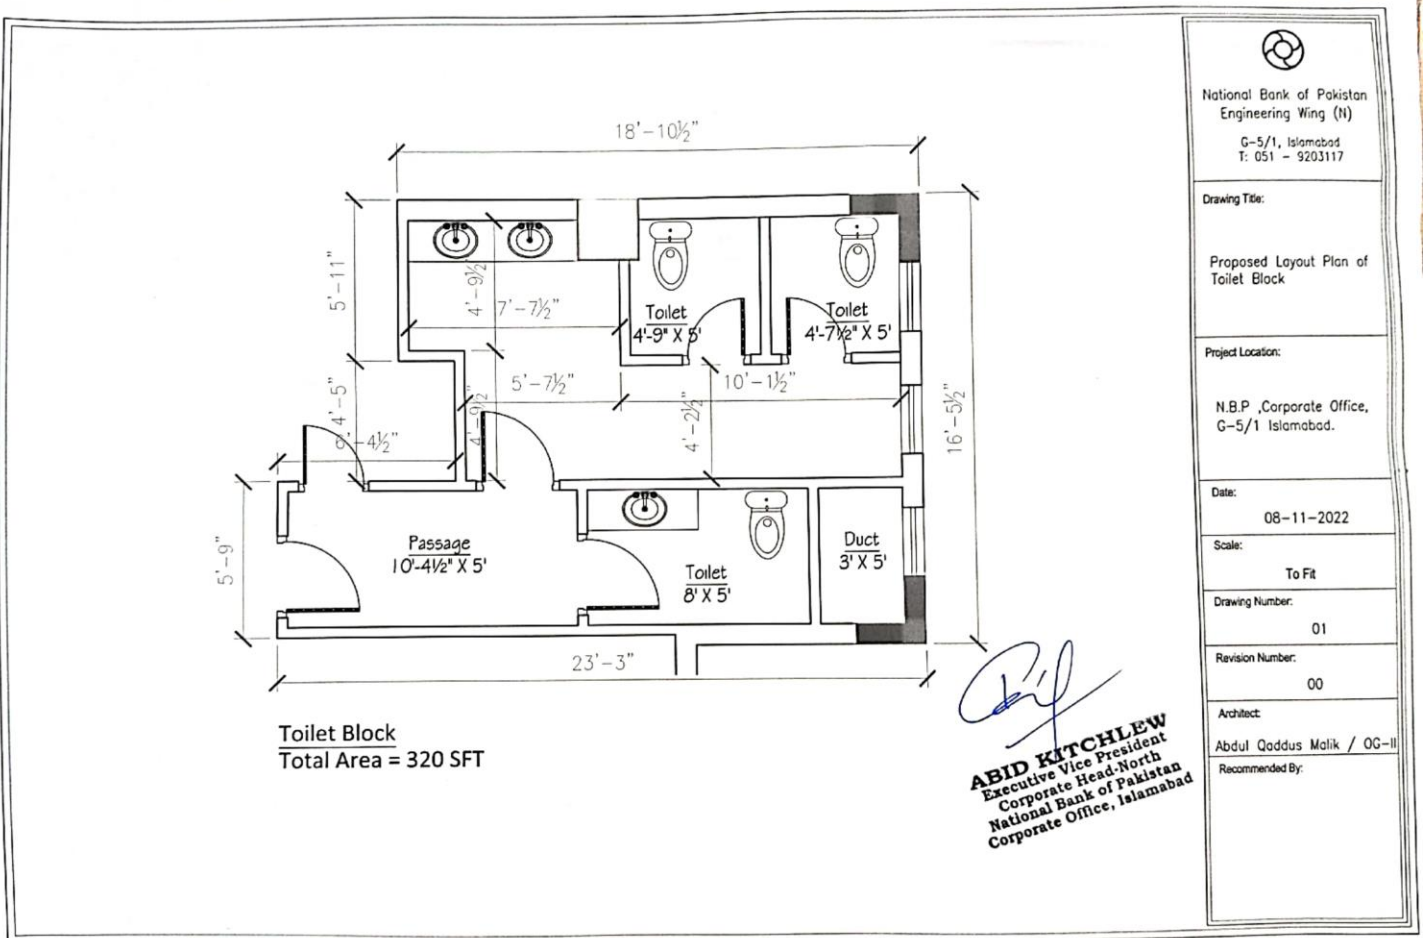 18'-10½"
5'-11"
4'-9½"
7'-7½"
Toilet
4'-9" X 5'
Toilet
4'-7½" X 5'
5'-7½"
10'-1½"
4'-5"
4'-9½"
4'-2½"
16'-5½"
5'-9"
Passage
10'-4½" X 5'
Toilet
8' X 5'
Duct
3' X 5'
23'-3"
Toilet Block
Total Area = 320 SFT
ABID KITCHLEW
Executive Vice President
Corporate Head-North
National Bank of Pakistan
Corporate Office, Islamabad
National Bank of Pakistan
Engineering Wing (N)
G-5/1, Islamabad
T: 051 - 9203117
Drawing Title:
Proposed Layout Plan of
Toilet Block
Project Location:
N.B.P ,Corporate Office,
G-5/1 Islamabad.
Date:
08-11-2022
Scale:
To Fit
Drawing Number:
01
Revision Number:
00
Architect:
Abdul Qaddus Malik / OG-II
Recommended By: